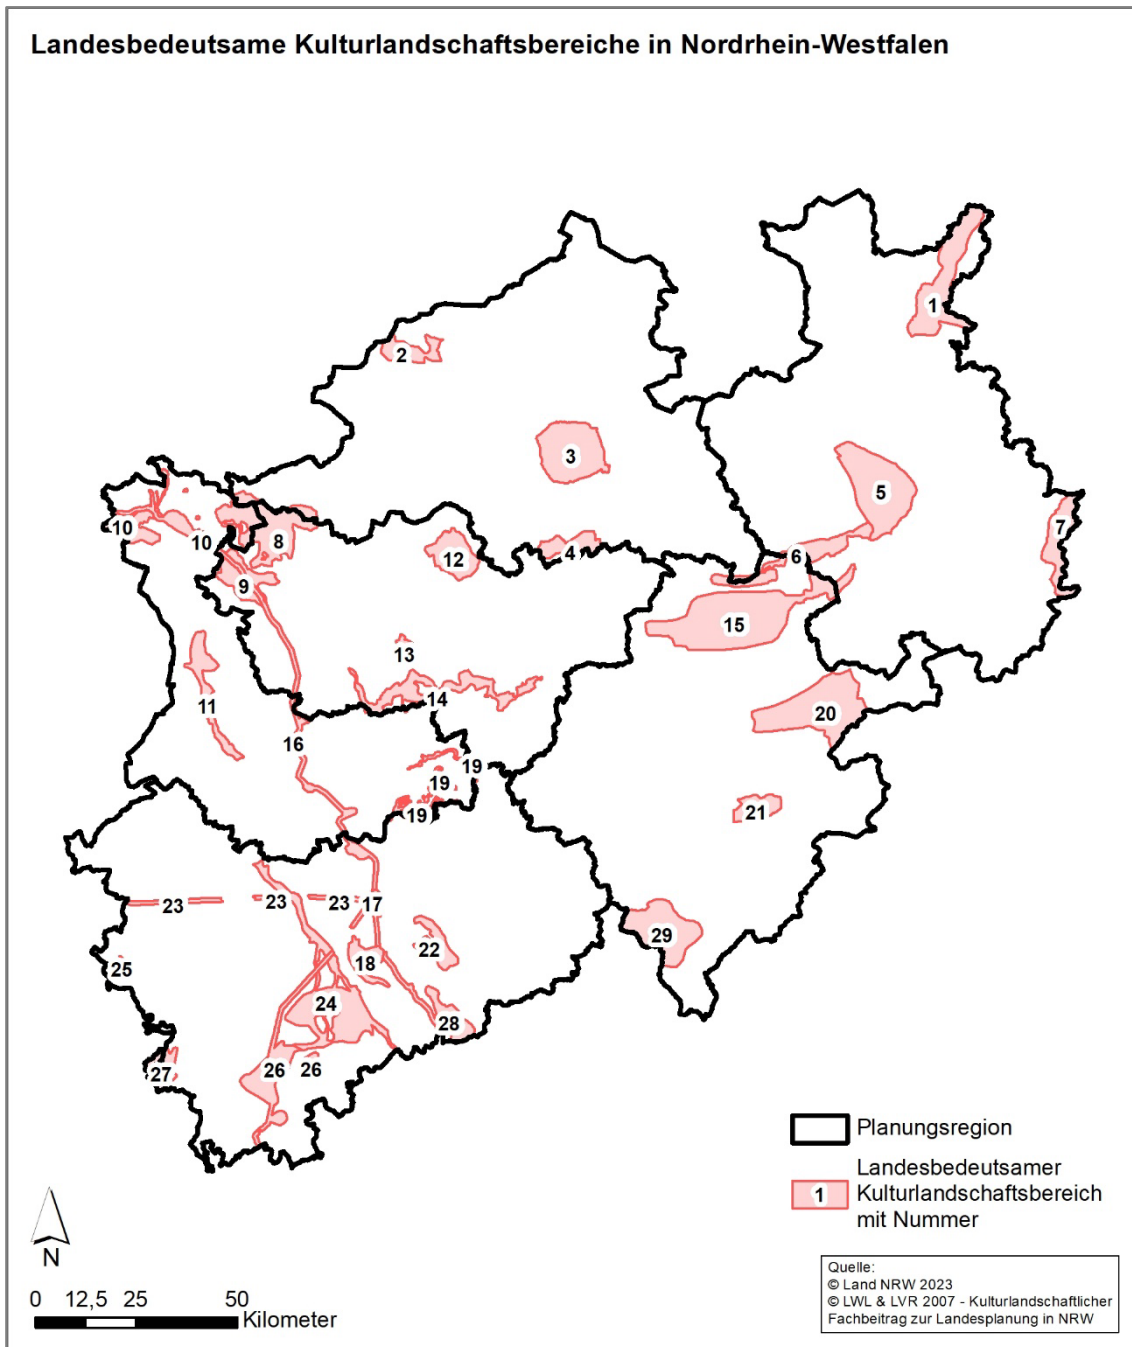 Landesbedeutsame Kulturlandschaftsbereiche in Nordrhein-Westfalen
1
2
3
5
7
10
10
8
12
4
6
9
15
13
11
14
20
16
19
19
21
19
23
23
23
17
29
22
25
18
24
28
27
26
26
Planungsregion
Landesbedeutsamer
1 Kulturlandschaftsbereich
mit Nummer
N
0 12,5 25 50
Kilometer
Quelle:
© Land NRW 2023
© LWL & LVR 2007 - Kulturlandschaftlicher
Fachbeitrag zur Landesplanung in NRW